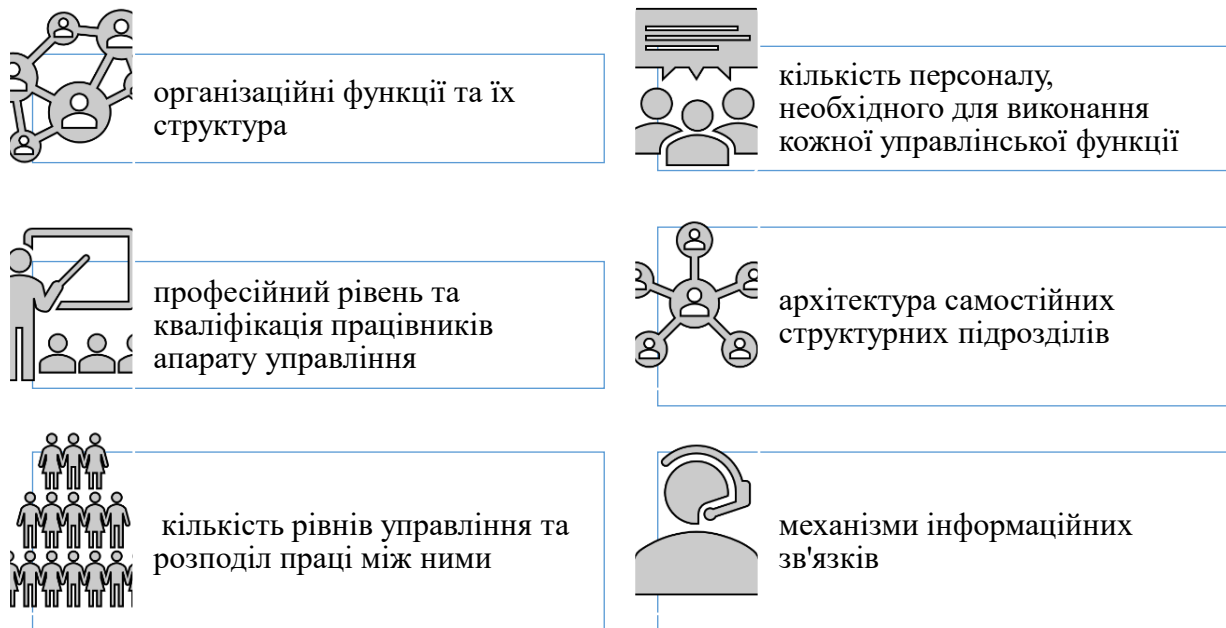 організаційні функції та їх
структура
кількість персоналу,
необхідного для виконання
кожної управлінської функції
професійний рівень та
кваліфікація працівників
апарату управління
архітектура самостійних
структурних підрозділів
кількість рівнів управління та
розподіл праці між ними
механізми інформаційних
зв'язків